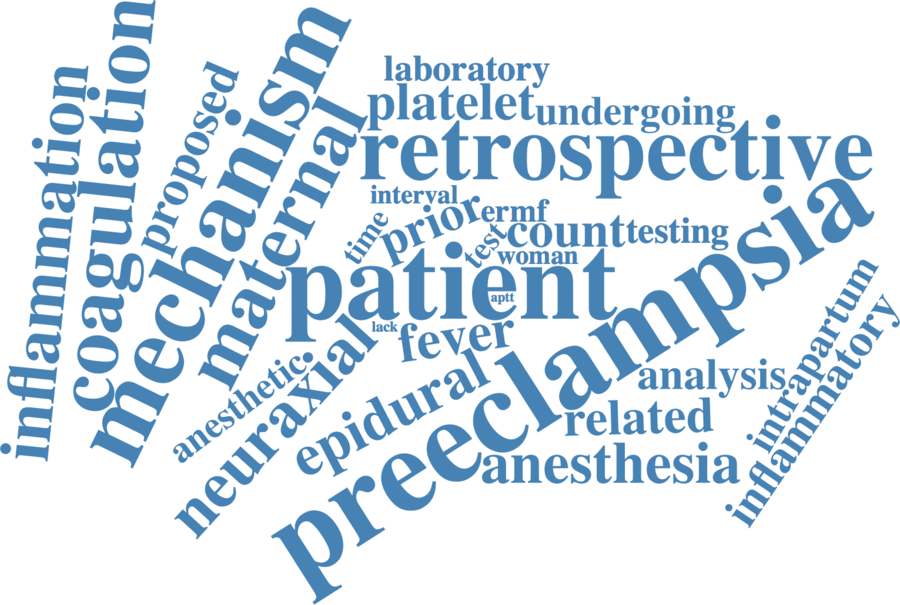 inflammation
coagulation
proposed
mechanism
maternal
laboratory
platelet
undergoing
retrospective
interval
time
prior
ermf
test
count
testing
woman
patient
aptt
lack
fever
preeclampsia
anesthetic
neuraxial
epidural
analysis
related
anesthesia
intrapartum
inflammatory